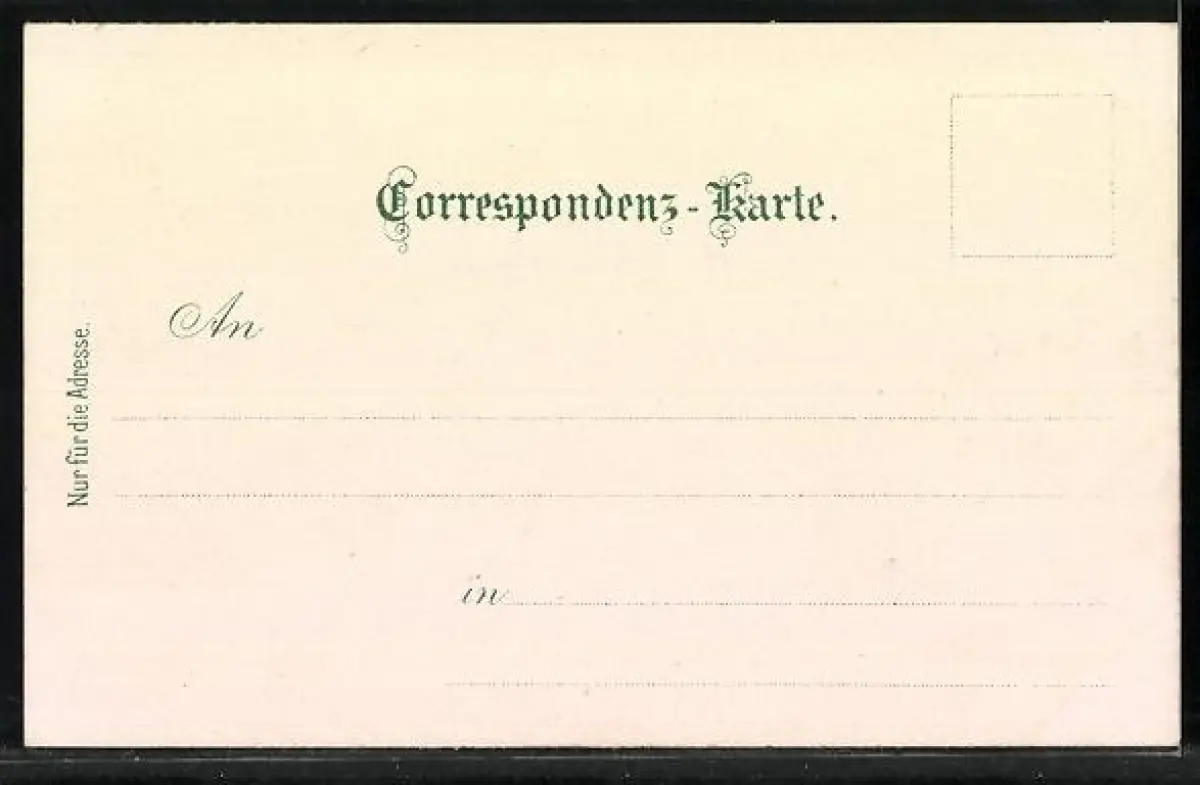 Correspondenz-Karte.
An
Nur für die Adresse.
in